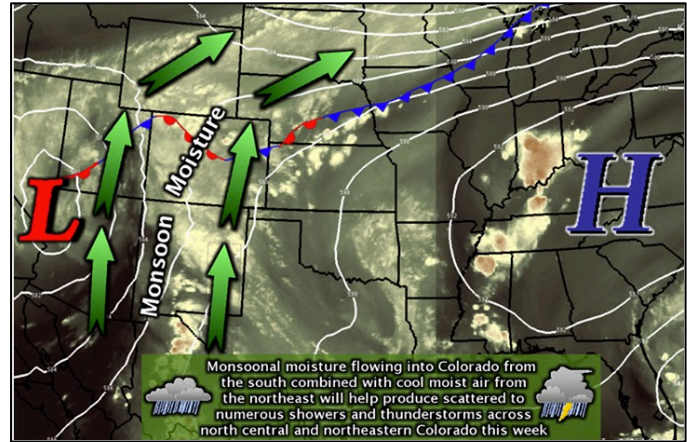 L
H
Monsoon Moisture
Monsoonal moisture flowing into Colorado from
the south combined with cool moist air from
the northeast will help produce scattered to
numerous showers and thunderstorms across
north central and northeastern Colorado this week